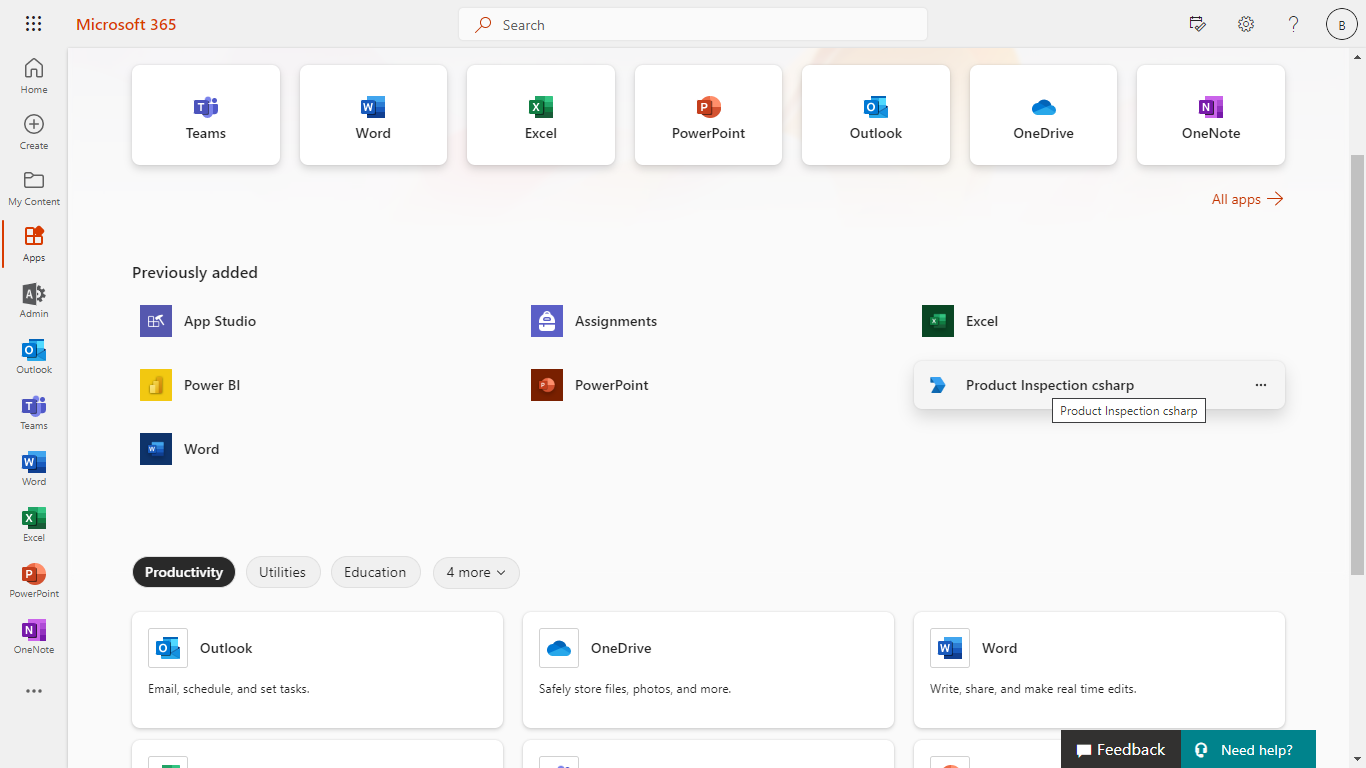 Microsoft 365
Search
B
Home
Create
My Content
Apps
Admin
Outlook
Teams
Word
Excel
PowerPoint
OneNote
Teams
Word
Excel
PowerPoint
Outlook
OneDrive
OneNote
All apps
Previously added
App Studio
Assignments
Excel
Power BI
PowerPoint
Product Inspection csharp
Product Inspection csharp
Word
Productivity
Utilities
Education
4 more
Outlook
Email, schedule, and set tasks.
OneDrive
Safely store files, photos, and more.
Word
Write, share, and make real time edits.
Feedback
Need help?